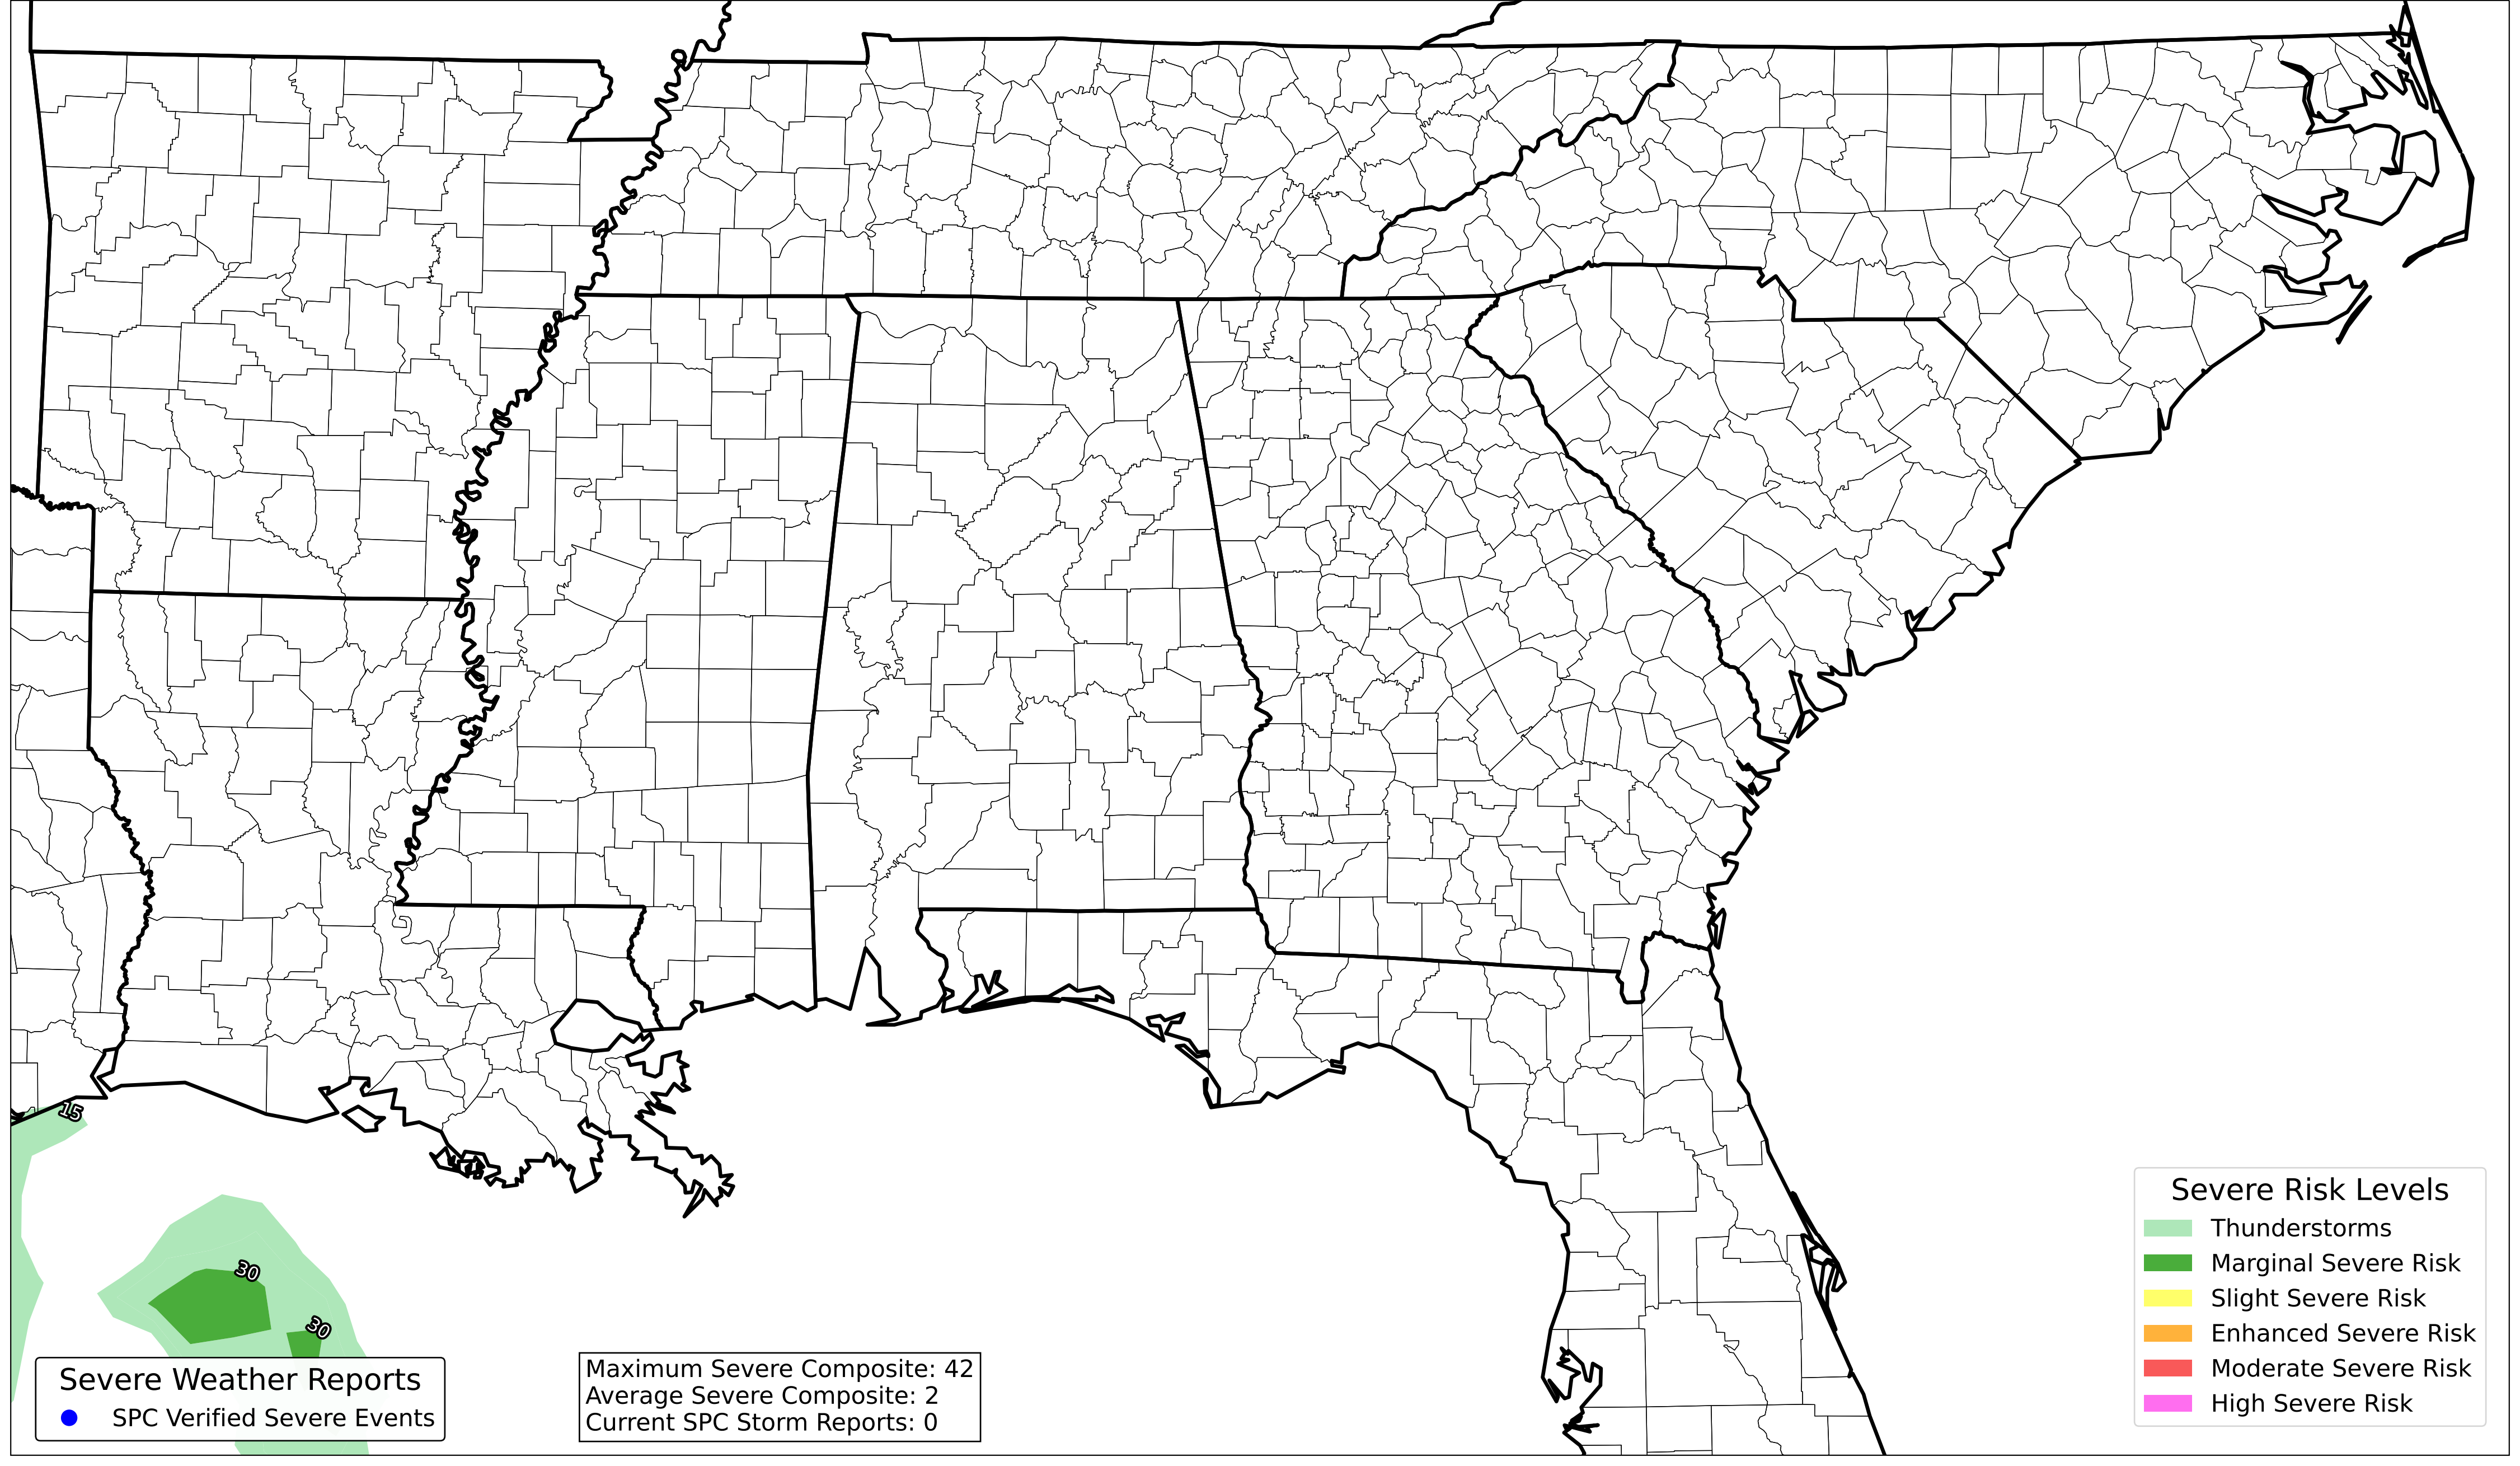 15
30
30
Severe Weather Reports
SPC Verified Severe Events
Maximum Severe Composite: 42
Average Severe Composite: 2
Current SPC Storm Reports: 0
Severe Risk Levels
Thunderstorms
Marginal Severe Risk
Slight Severe Risk
Enhanced Severe Risk
Moderate Severe Risk
High Severe Risk